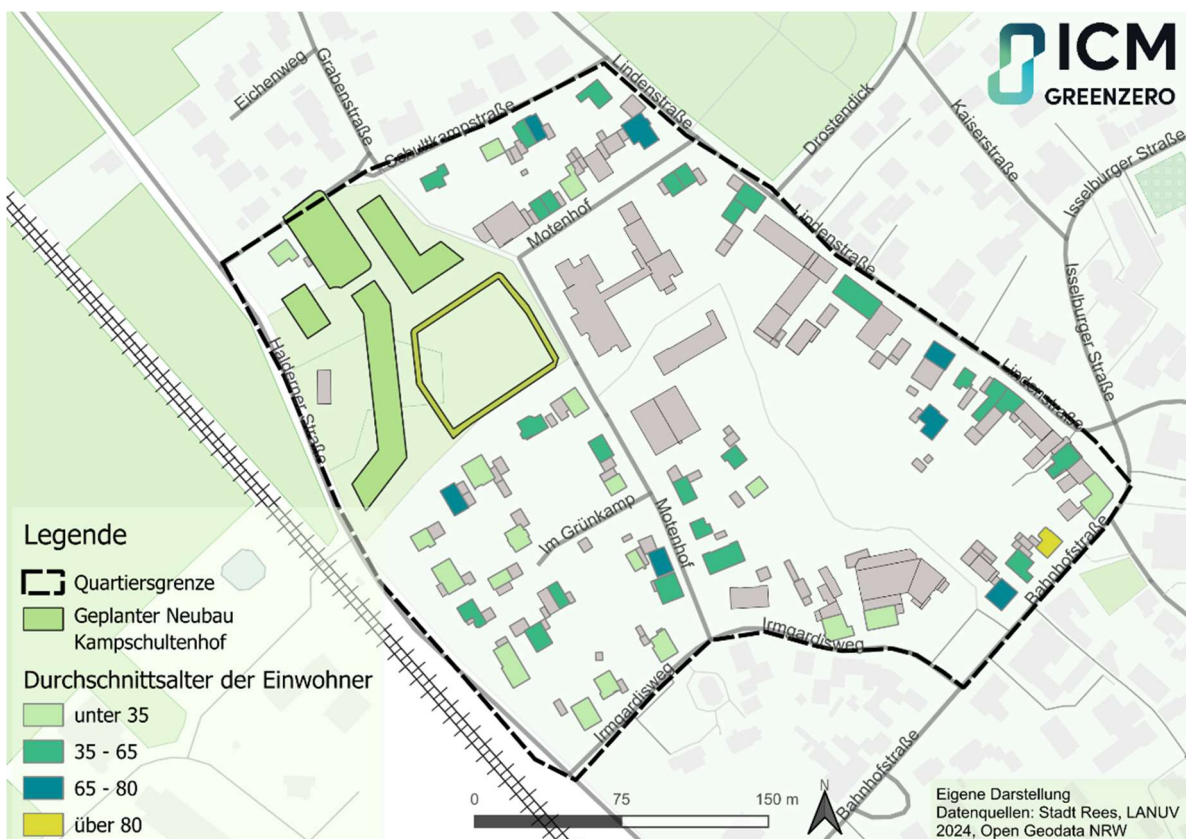 ICM
GREENZERO
Eichenweg
Grabenstraße
Schultkampstraße
Lindenstraße
Drostendick
Kaiserstraße
Isselburger Straße
Motenhof
Lindenstraße
Isselburger Straße
Halderner Straße
Lindenstraße
Im Grünkamp
Motenhof
Bahnhofstraße
Irmgardisweg
Irmgardisweg
Bahnhofstraße
Legende
Quartiersgrenze
Geplanter Neubau
Kampschultenhof
Durchschnittsalter der Einwohner
unter 35
35 - 65
65 - 80
über 80
0 75 150 m
N
Eigene Darstellung
Datenquellen: Stadt Rees, LANUV
2024, Open Geodata NRW